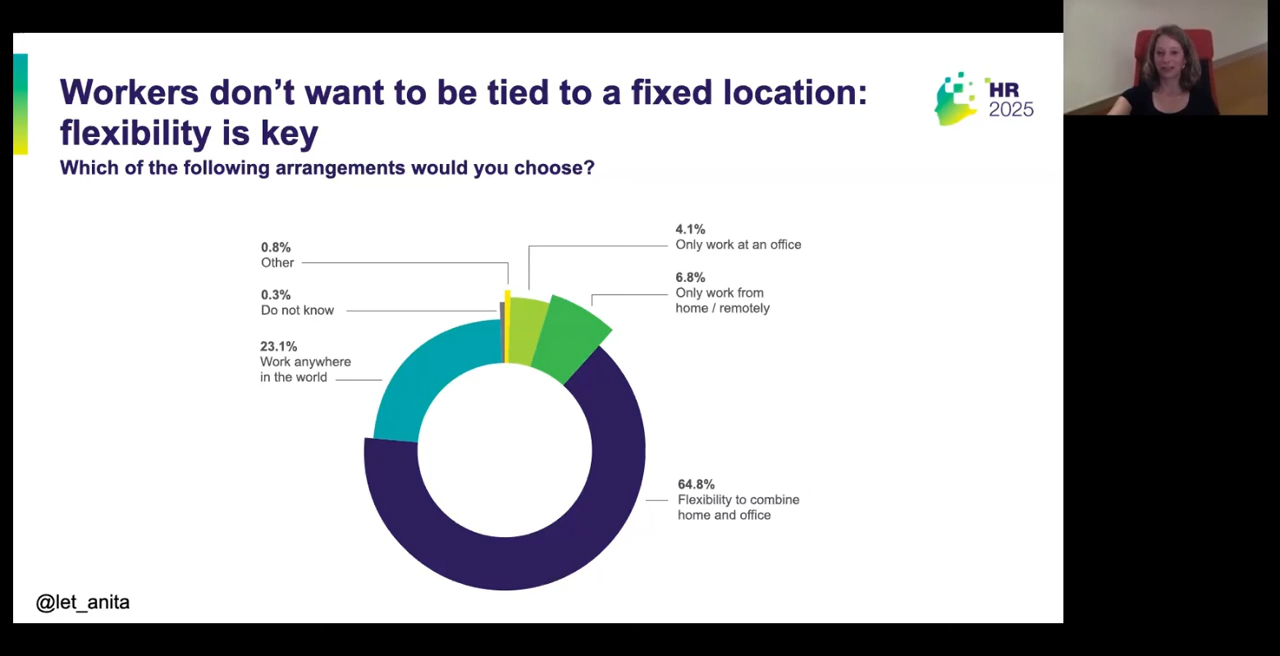 Workers don’t want to be tied to a fixed location:
flexibility is key
Which of the following arrangements would you choose?
HR
2025
0.8%
Other
0.3%
Do not know
23.1%
Work anywhere
in the world
4.1%
Only work at an office
6.8%
Only work from
home / remotely
64.8%
Flexibility to combine
home and office
@let_anita